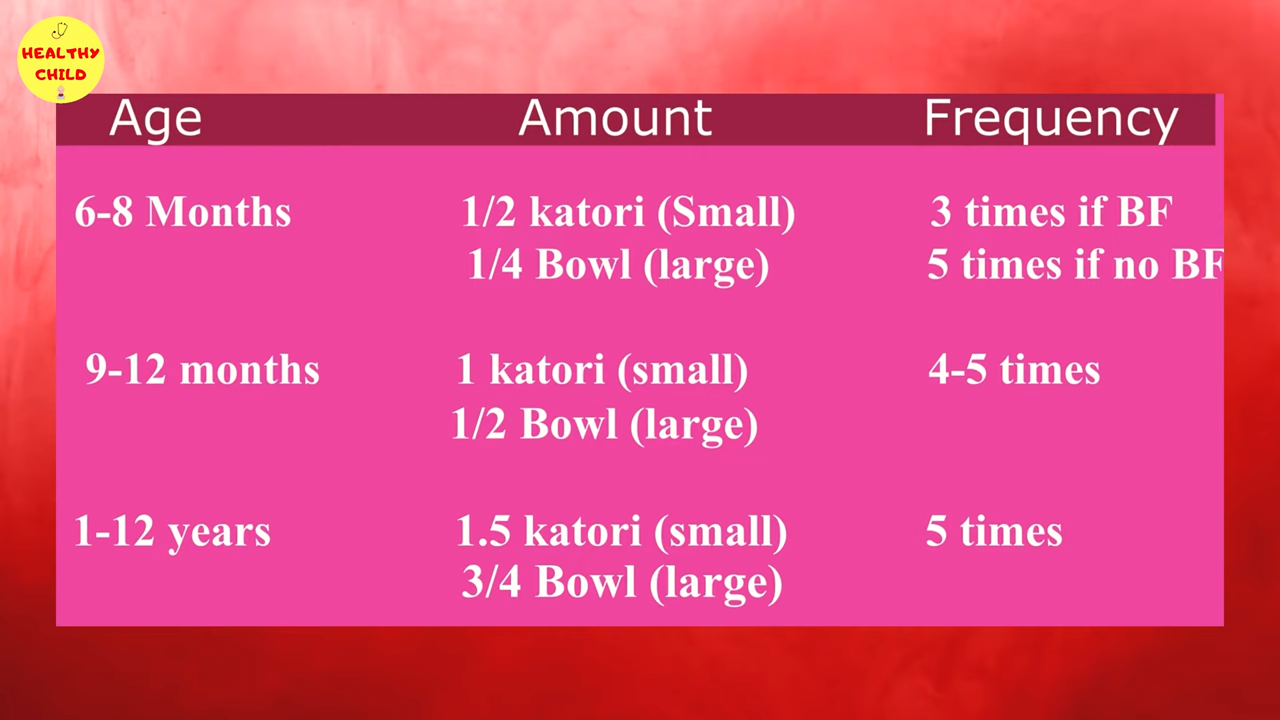 HEALTHY
CHILD
Age Amount Frequency
6-8 Months 1/2 katori (Small) 3 times if BF
1/4 Bowl (large) 5 times if no BF
9-12 months 1 katori (small) 4-5 times
1/2 Bowl (large)
1-12 years 1.5 katori (small) 5 times
3/4 Bowl (large)